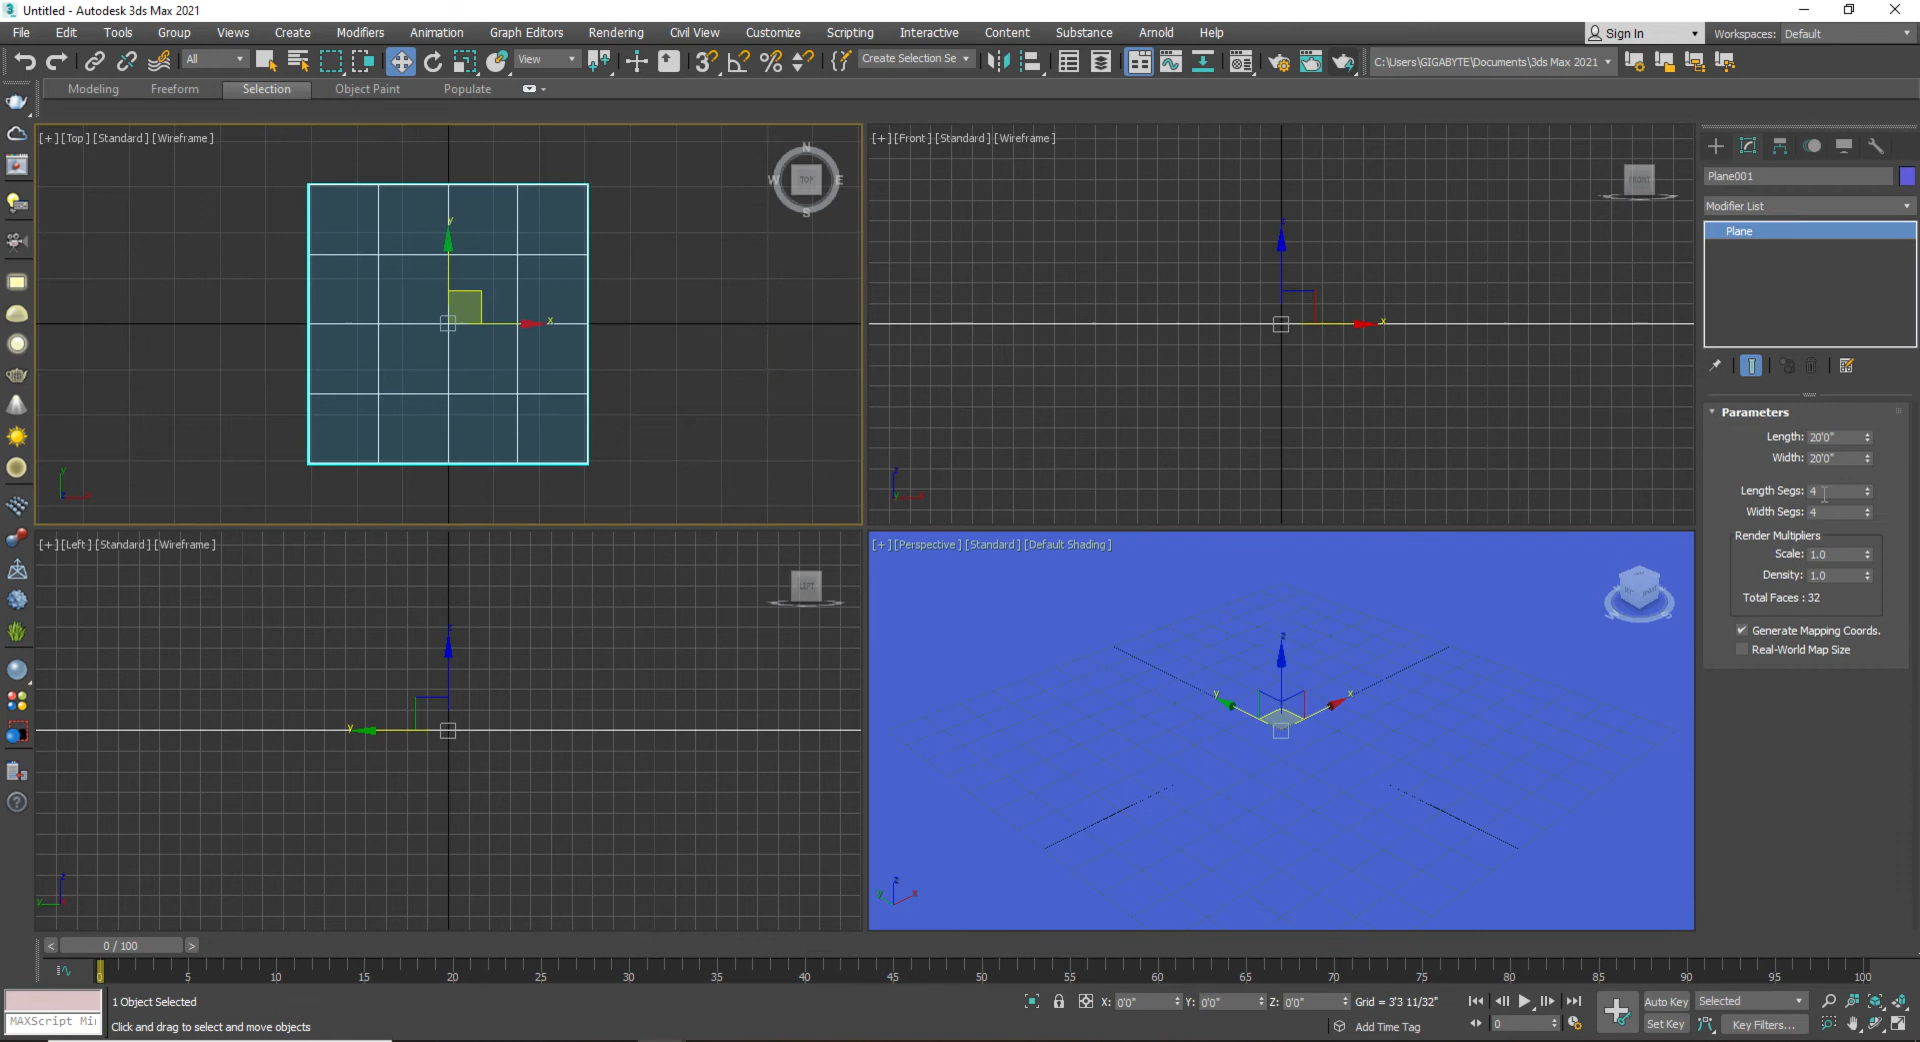 Untitled - Autodesk 3ds Max 2021
File Edit Tools Group Views Create Modifiers Animation Graph Editors Rendering Civil View Customize Scripting Interactive Content Substance Arnold Help Sign In Workspaces: Default
All View Create Selection Se C:\Users\GIGABYTE\Documents\3ds Max 2021
Modeling Freeform Selection Object Paint Populate
[+] [Top] [Standard] [Wireframe]
N
W TOP E
S
y
x
y
z
[+] [Front] [Standard] [Wireframe]
FRONT
z
x
z
y
Plane001
Modifier List
Plane
Parameters
Length: 20'0"
Width: 20'0"
Length Segs: 4
Width Segs: 4
Render Multipliers
Scale: 1.0
Density: 1.0
Total Faces : 32
Generate Mapping Coords.
Real-World Map Size
[+] [Left] [Standard] [Wireframe]
LEFT
z
y
z
y
[+] [Perspective] [Standard] [Default Shading]
z
y x
z
y x
< 0 / 100 >
0 5 10 15 20 25 30 35 40 45 50 55 60 65 70 75 80 85 90 95 100
1 Object Selected X: 0'0" Y: 0'0" Z: 0'0" Grid = 3'3 11/32" Auto Key Selected
MAXScript Mi Click and drag to select and move objects Add Time Tag 0 Set Key Key Filters...